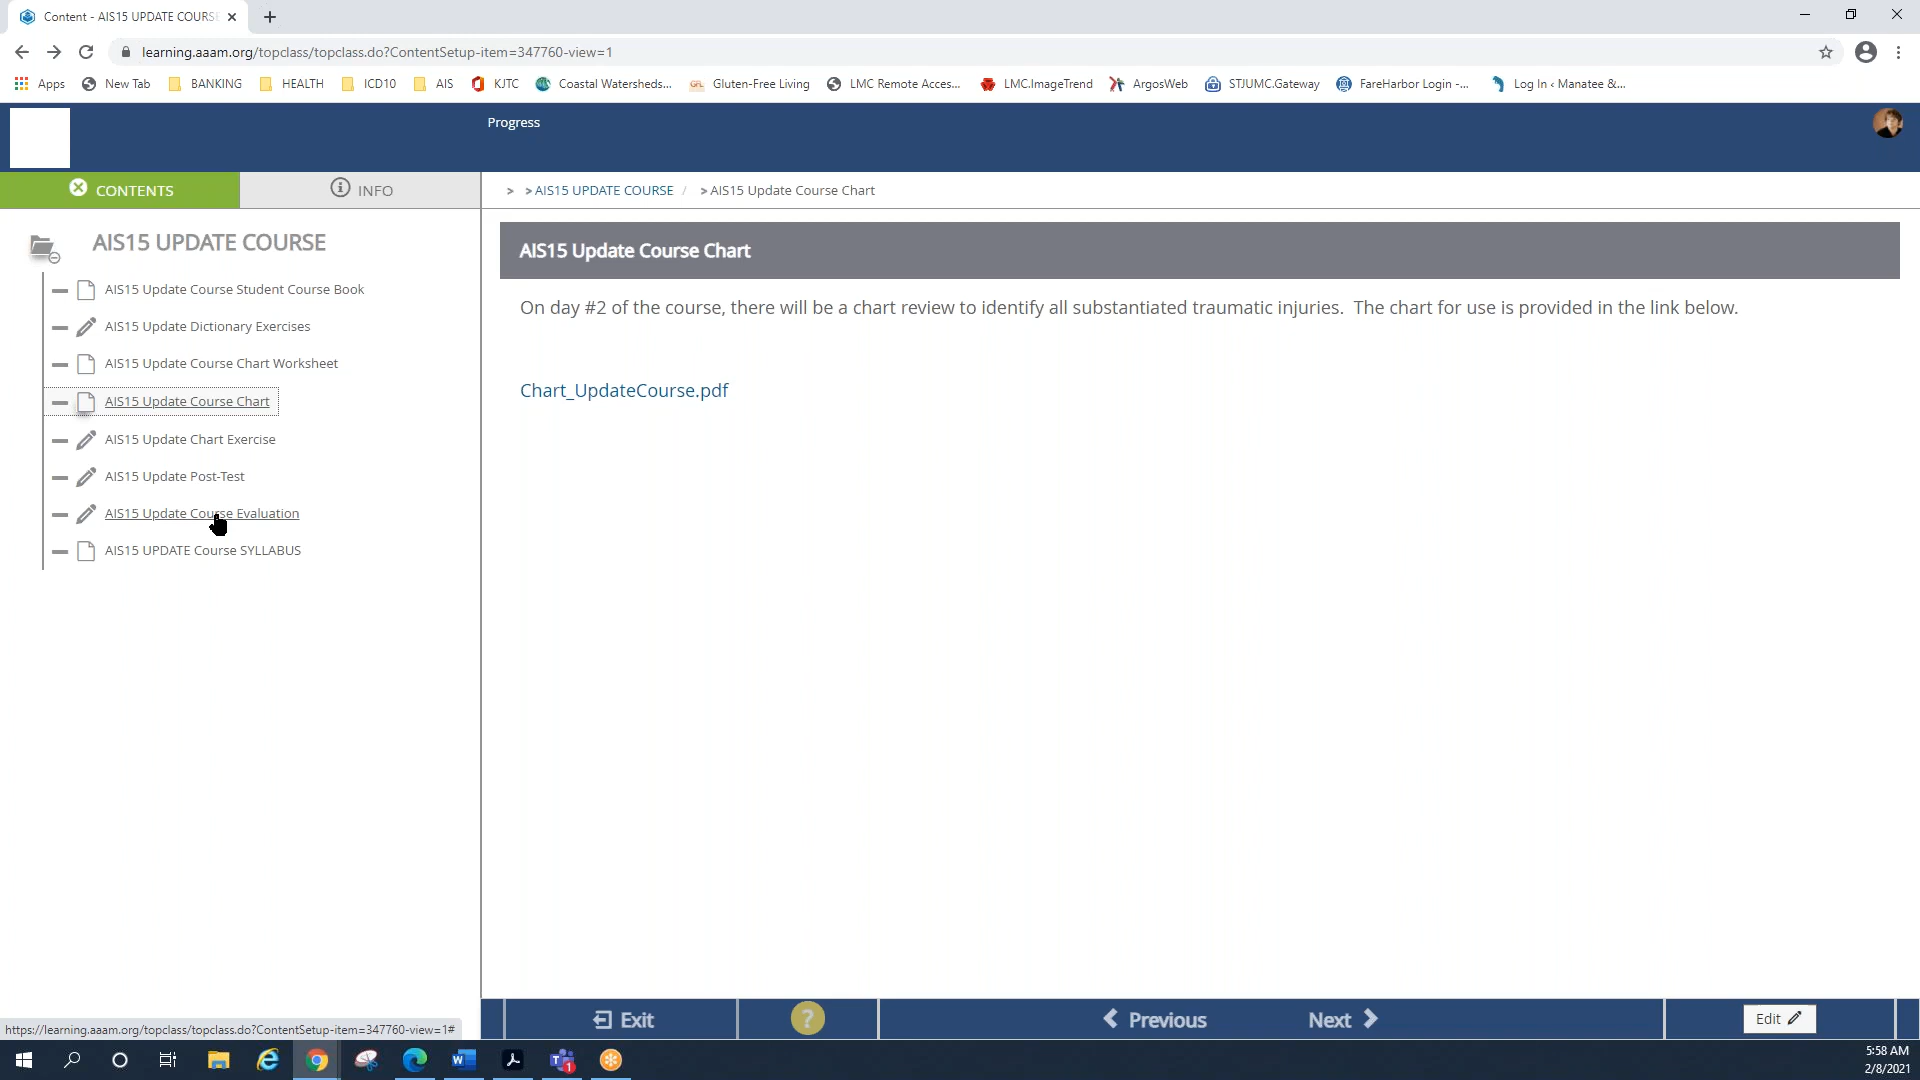 Content - AIS15 UPDATE COURSE
learning.aaam.org/topclass/topclass.do?ContentSetup-item=347760-view=1
Apps New Tab BANKING HEALTH ICD10 AIS KJTC Coastal Watersheds... Gluten-Free Living LMC Remote Acces... LMC.ImageTrend ArgosWeb STJUMC.Gateway FareHarbor Login -... Log In ‹ Manatee &...
Progress
CONTENTS INFO
> > AIS15 UPDATE COURSE / > AIS15 Update Course Chart
AIS15 UPDATE COURSE
AIS15 Update Course Student Course Book
AIS15 Update Dictionary Exercises
AIS15 Update Course Chart Worksheet
AIS15 Update Course Chart
AIS15 Update Chart Exercise
AIS15 Update Post-Test
AIS15 Update Course Evaluation
AIS15 UPDATE Course SYLLABUS
AIS15 Update Course Chart
On day #2 of the course, there will be a chart review to identify all substantiated traumatic injuries. The chart for use is provided in the link below.
Chart_UpdateCourse.pdf
https://learning.aaam.org/topclass/topclass.do?ContentSetup-item=347760-view=1#
Exit ? Previous Next Edit
5:58 AM
2/8/2021